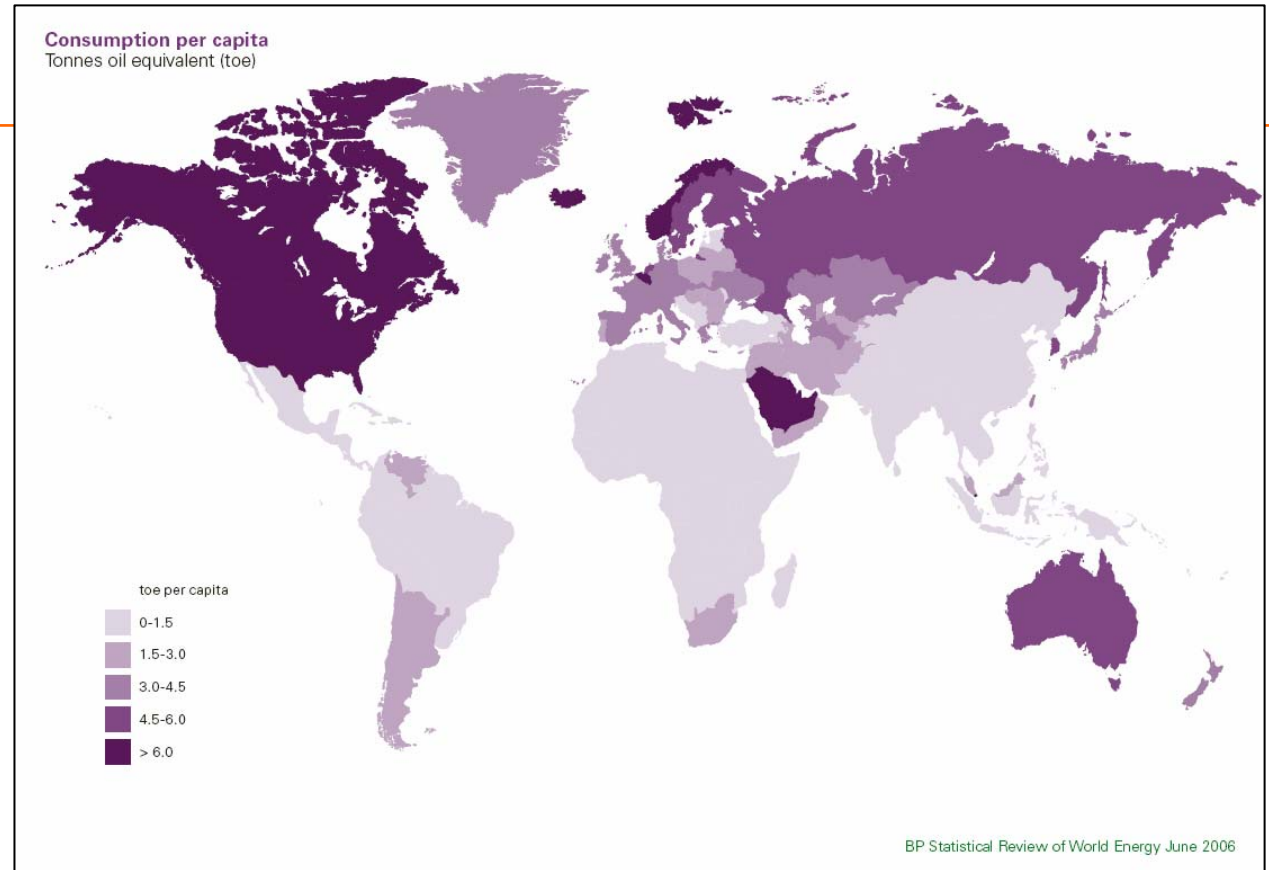 Consumption per capita
Tonnes oil equivalent (toe)
toe per capita
0-1.5
1.5-3.0
3.0-4.5
4.5-6.0
> 6.0
BP Statistical Review of World Energy June 2006